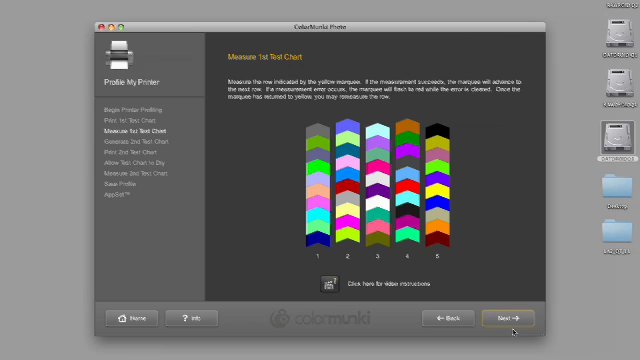 ColorMunki Photo
Profile My Printer
Begin Printer Profiling
Print 1st Test Chart
Measure 1st Test Chart
Generate 2nd Test Chart
Print 2nd Test Chart
Allow Test Chart to Dry
Measure 2nd Test Chart
Save Profile
AppSet™
Measure 1st Test Chart
Measure the row indicated by the yellow marquee. If the measurement succeeds, the marquee will advance to
the next row. If a measurement error occurs, the marquee will flash to red while the error is cleared. Once the
marquee has returned to yellow, you may remeasure the row.
1 2 3 4 5
Click here for video instructions
Home
? Info
colormunki
← Back
Next →
Desktop